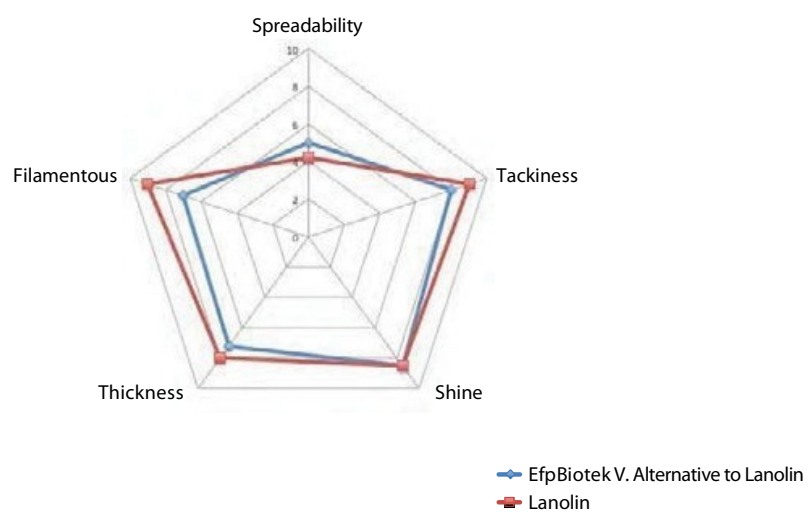 Spreadability
10
8
6
4
2
0
Filamentous
Tackiness
Thickness
Shine
EfpBiotek V. Alternative to Lanolin
Lanolin